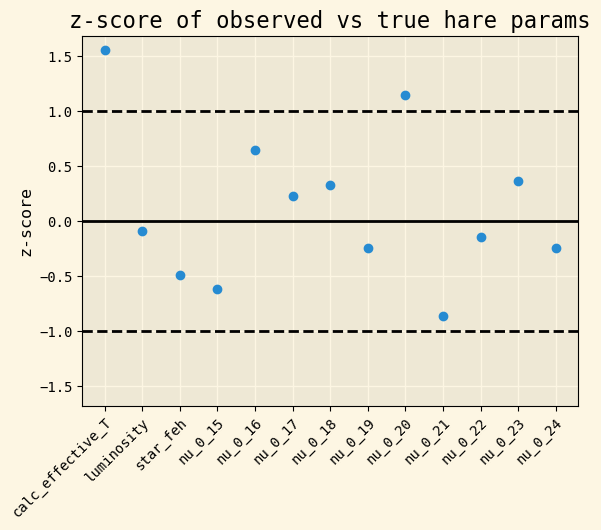 z-score of observed vs true hare params
z-score
1.5
1.0
0.5
0.0
−0.5
−1.0
−1.5
calc_effective_T
luminosity
star_feh
nu_0_15
nu_0_16
nu_0_17
nu_0_18
nu_0_19
nu_0_20
nu_0_21
nu_0_22
nu_0_23
nu_0_24